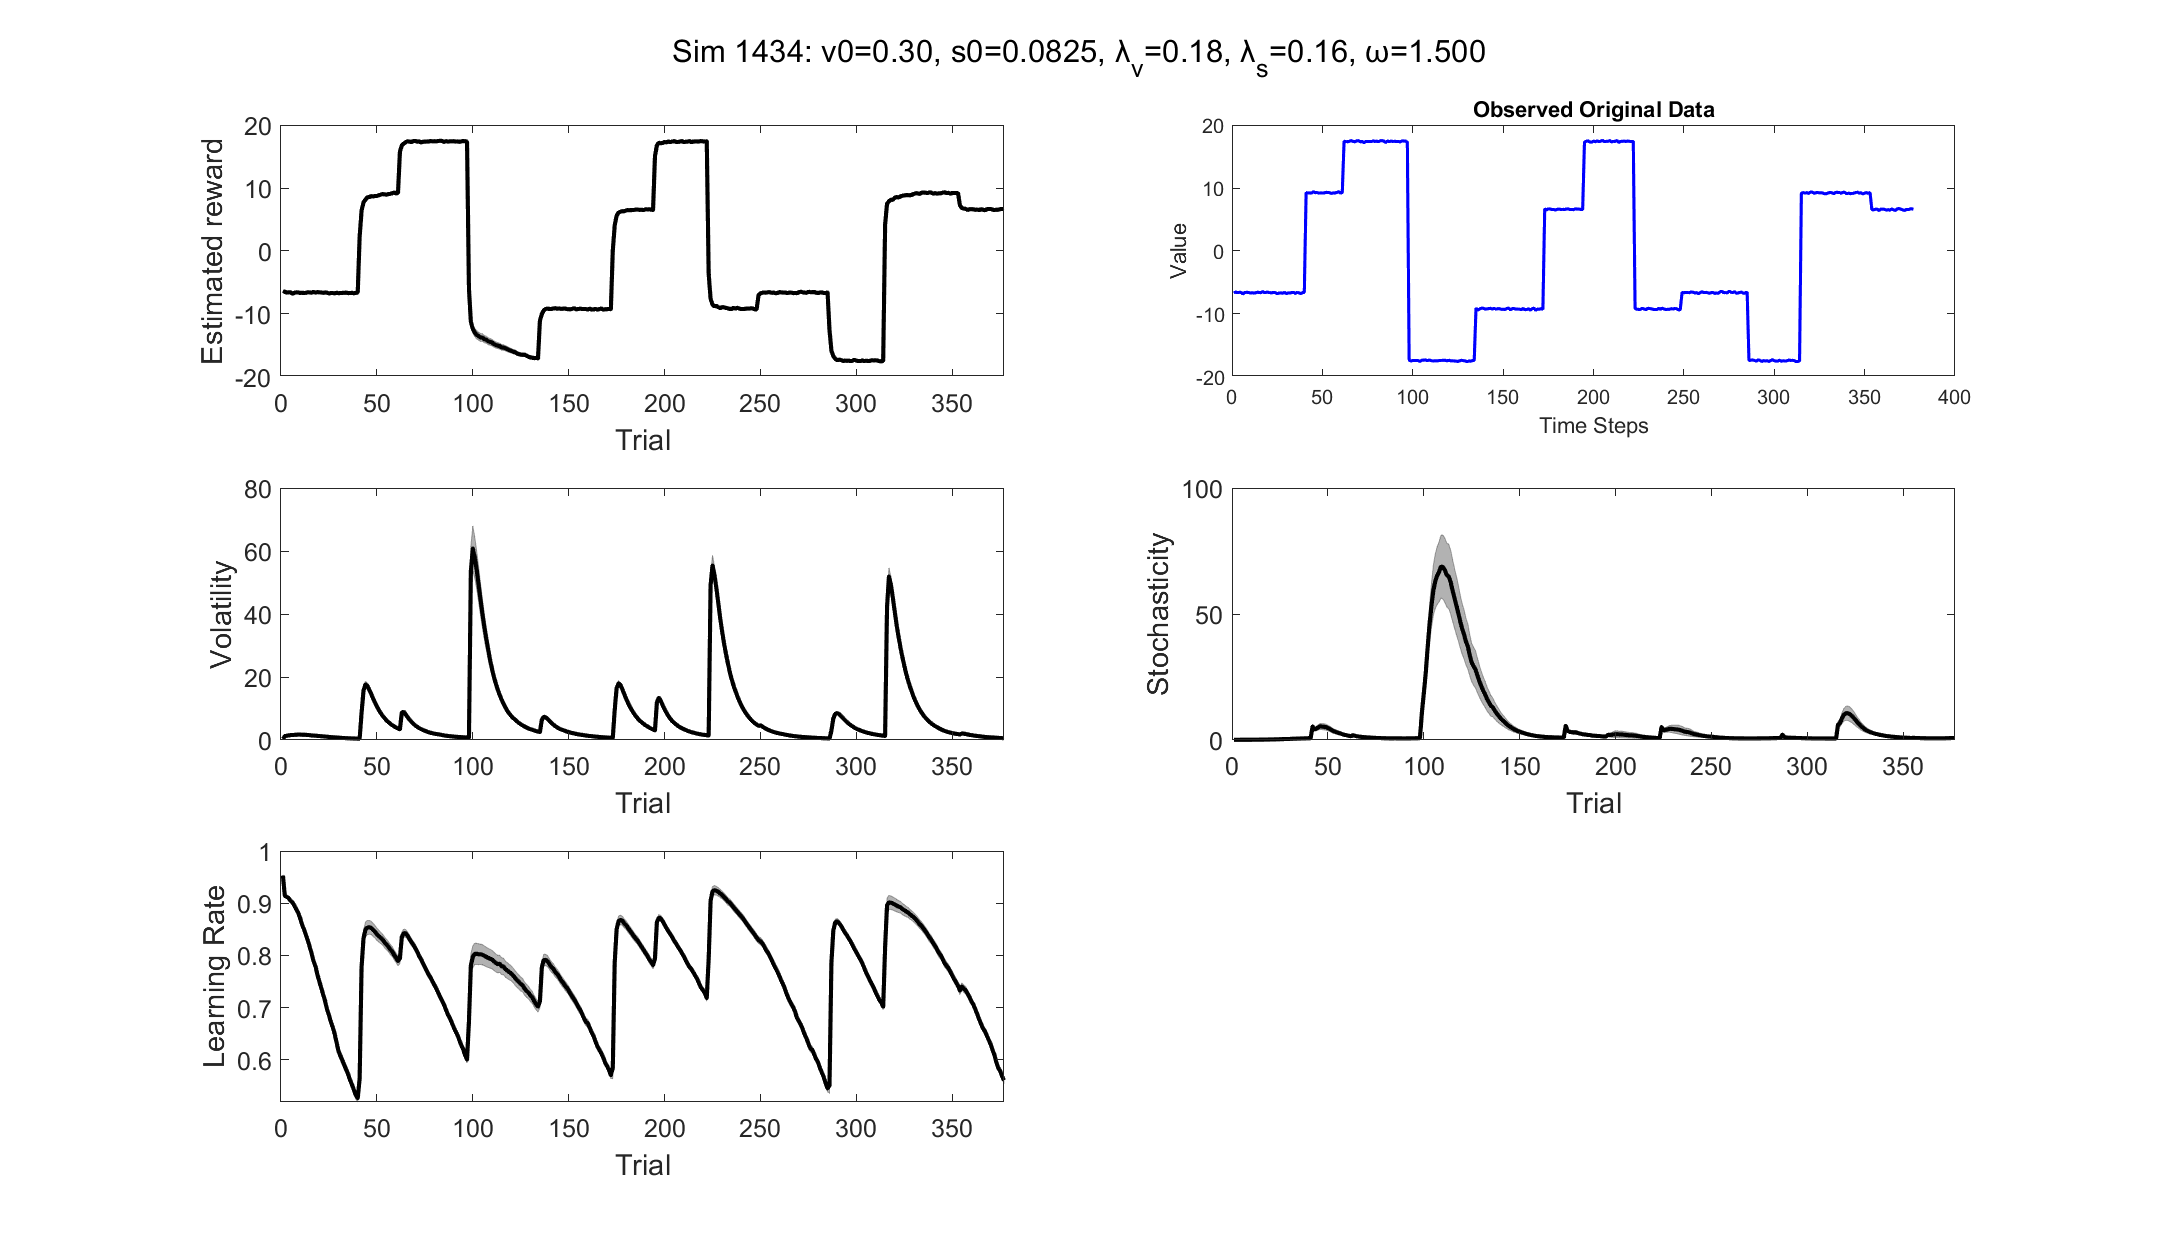 Sim 1434: v0=0.30, s0=0.0825, λ_v=0.18, λ_s=0.16, ω=1.500
Estimated reward
20
10
0
-10
-20
0 50 100 150 200 250 300 350
Trial
Observed Original Data
Value
20
10
0
-10
-20
0 50 100 150 200 250 300 350 400
Time Steps
Volatility
80
60
40
20
0
0 50 100 150 200 250 300 350
Trial
Stochasticity
100
50
0
0 50 100 150 200 250 300 350
Trial
Learning Rate
1
0.9
0.8
0.7
0.6
0 50 100 150 200 250 300 350
Trial